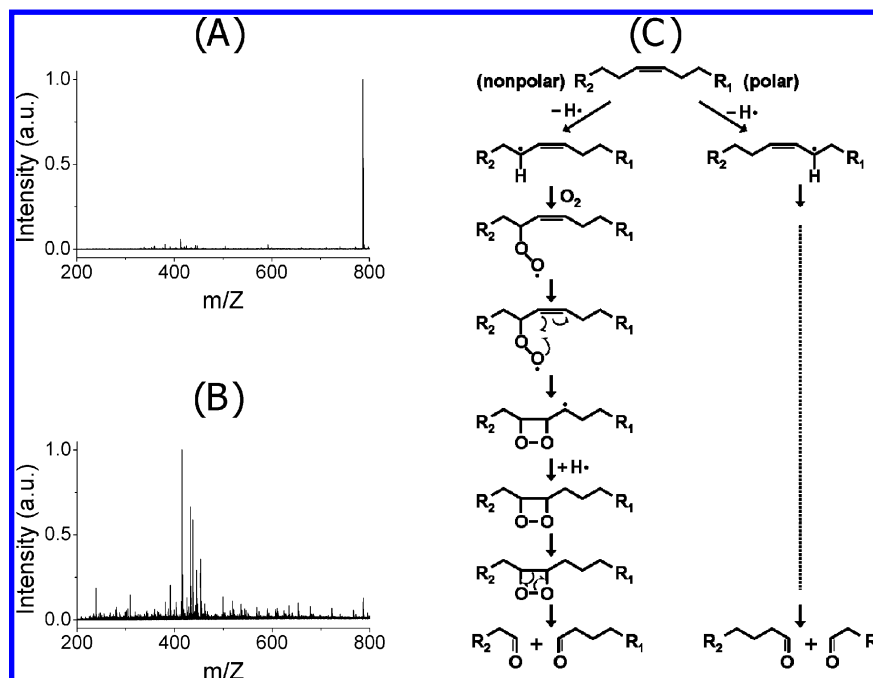 (A)
Intensity (a.u.)
1.0
0.5
0.0
200 400 600 800
m/Z
(B)
Intensity (a.u.)
1.0
0.5
0.0
200 400 600 800
m/Z
(C)
(nonpolar) R2 R1 (polar)
–H• –H•
R2 H R1 R2 H R1
O2
R2 R1
O
O•
R2 R1
O
O•
R2 R1
O–O
+H•
R2 R1
O–O
R2 R1
O–O
R2 O + O R1 R2 O + O R